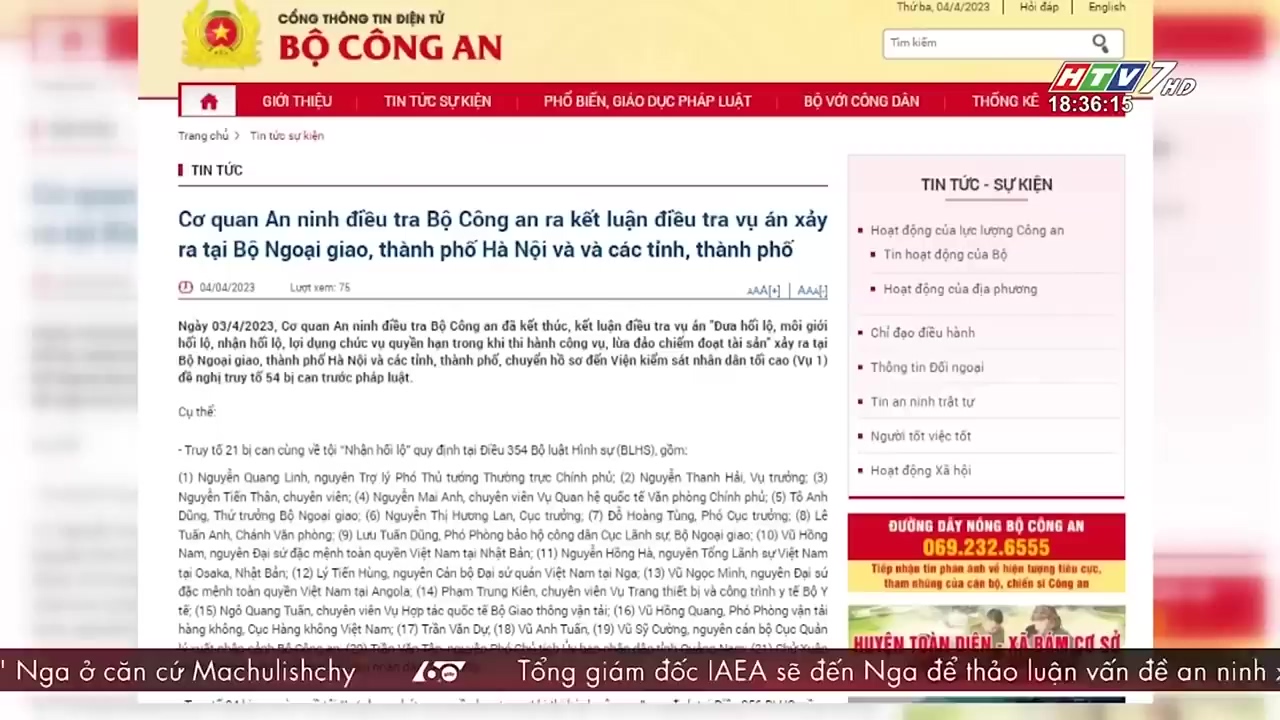 CỔNG THÔNG TIN ĐIỆN TỬ
BỘ CÔNG AN
Thứ ba, 04/4/2023
Hỏi đáp
English
Tìm kiếm
HTV7 HD
18:36:15
GIỚI THIỆU
TIN TỨC SỰ KIỆN
PHỔ BIẾN, GIÁO DỤC PHÁP LUẬT
BỘ VỚI CÔNG DÂN
THỐNG KÊ
Trang chủ > Tin tức sự kiện
TIN TỨC
Cơ quan An ninh điều tra Bộ Công an ra kết luận điều tra vụ án xảy
ra tại Bộ Ngoại giao, thành phố Hà Nội và và các tỉnh, thành phố
04/04/2023
Lượt xem: 75
AAA[+] | AAA[-]
Ngày 03/4/2023, Cơ quan An ninh điều tra Bộ Công an đã kết thúc, kết luận điều tra vụ án "Đưa hối lộ, môi giới
hối lộ, nhận hối lộ, lợi dụng chức vụ quyền hạn trong khi thi hành công vụ, lừa đảo chiếm đoạt tài sản" xảy ra tại
Bộ Ngoại giao, thành phố Hà Nội và các tỉnh, thành phố, chuyển hồ sơ đến Viện kiểm sát nhân dân tối cao (Vụ 1)
đề nghị truy tố 54 bị can trước pháp luật.
Cụ thể:
- Truy tố 21 bị can cùng về tội "Nhận hối lộ" quy định tại Điều 354 Bộ luật Hình sự (BLHS), gồm:
(1) Nguyễn Quang Linh, nguyên Trợ lý Phó Thủ tướng Thường trực Chính phủ; (2) Nguyễn Thanh Hải, Vụ trưởng; (3)
Nguyễn Tiến Thân, chuyên viên; (4) Nguyễn Mai Anh, chuyên viên Vụ Quan hệ quốc tế Văn phòng Chính phủ; (5) Tô Anh
Dũng, Thứ trưởng Bộ Ngoại giao; (6) Nguyễn Thị Hương Lan, Cục trưởng; (7) Đỗ Hoàng Tùng, Phó Cục trưởng; (8) Lê
Tuấn Anh, Chánh Văn phòng; (9) Lưu Tuấn Dũng, Phó Phòng bảo hộ công dân Cục Lãnh sự, Bộ Ngoại giao; (10) Vũ Hồng
Nam, nguyên Đại sứ đặc mệnh toàn quyền Việt Nam tại Nhật Bản; (11) Nguyễn Hồng Hà, nguyên Tổng Lãnh sự Việt Nam
tại Osaka, Nhật Bản; (12) Lý Tiến Hùng, nguyên Cán bộ Đại sứ quán Việt Nam tại Nga; (13) Vũ Ngọc Minh, nguyên Đại sứ
đặc mệnh toàn quyền Việt Nam tại Angola; (14) Phạm Trung Kiên, chuyên viên Vụ Trang thiết bị và công trình y tế Bộ Y
tế; (15) Ngô Quang Tuấn, chuyên viên Vụ Hợp tác quốc tế Bộ Giao thông vận tải; (16) Vũ Hồng Quang, Phó Phòng vận tải
hàng không, Cục Hàng không Việt Nam; (17) Trần Văn Dự, (18) Vũ Anh Tuấn, (19) Vũ Sỹ Cường, nguyên cán bộ Cục Quản
TIN TỨC - SỰ KIỆN
Hoạt động của lực lượng Công an
Tin hoạt động của Bộ
Hoạt động của địa phương
Chỉ đạo điều hành
Thông tin Đối ngoại
Tin an ninh trật tự
Người tốt việc tốt
Hoạt động Xã hội
ĐƯỜNG DÂY NÓNG BỘ CÔNG AN
069.232.6555
Tiếp nhận tin phản ánh về hiện tượng tiêu cực,
tham nhũng của cán bộ, chiến sĩ Công an
HUYỆN TOÀN DIỆN - XÃ BÁM CƠ SỞ
" Nga ở căn cứ Machulishchy
60 giây
Tổng giám đốc IAEA sẽ đến Nga để thảo luận vấn đề an ninh